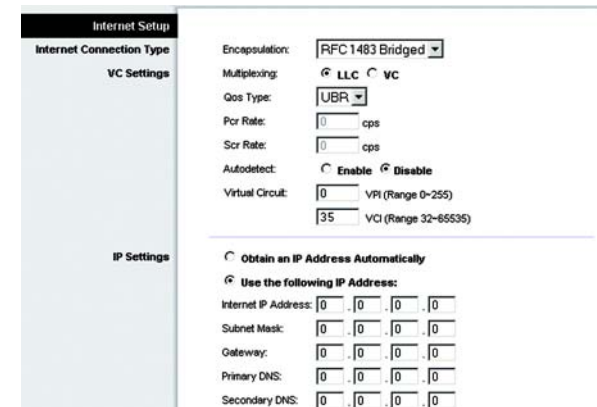 Internet Setup
Internet Connection Type
Encapsulation: RFC 1483 Bridged
VC Settings
Multiplexing: LLC VC
Qos Type: UBR
Pcr Rate: 0 cps
Scr Rate: 0 cps
Autodetect: Enable Disable
Virtual Circuit: 0 VPI (Range 0~255)
35 VCI (Range 32~65535)
IP Settings
Obtain an IP Address Automatically
Use the following IP Address:
Internet IP Address: 0 . 0 . 0 . 0
Subnet Mask: 0 . 0 . 0 . 0
Gateway: 0 . 0 . 0 . 0
Primary DNS: 0 . 0 . 0 . 0
Secondary DNS: 0 . 0 . 0 . 0